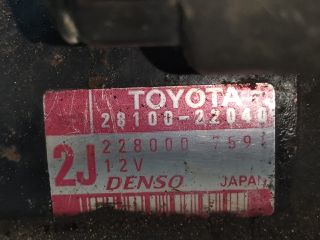 TOYOTA
28100-22040
2J
228000 759
12V
DENSO JAPAN